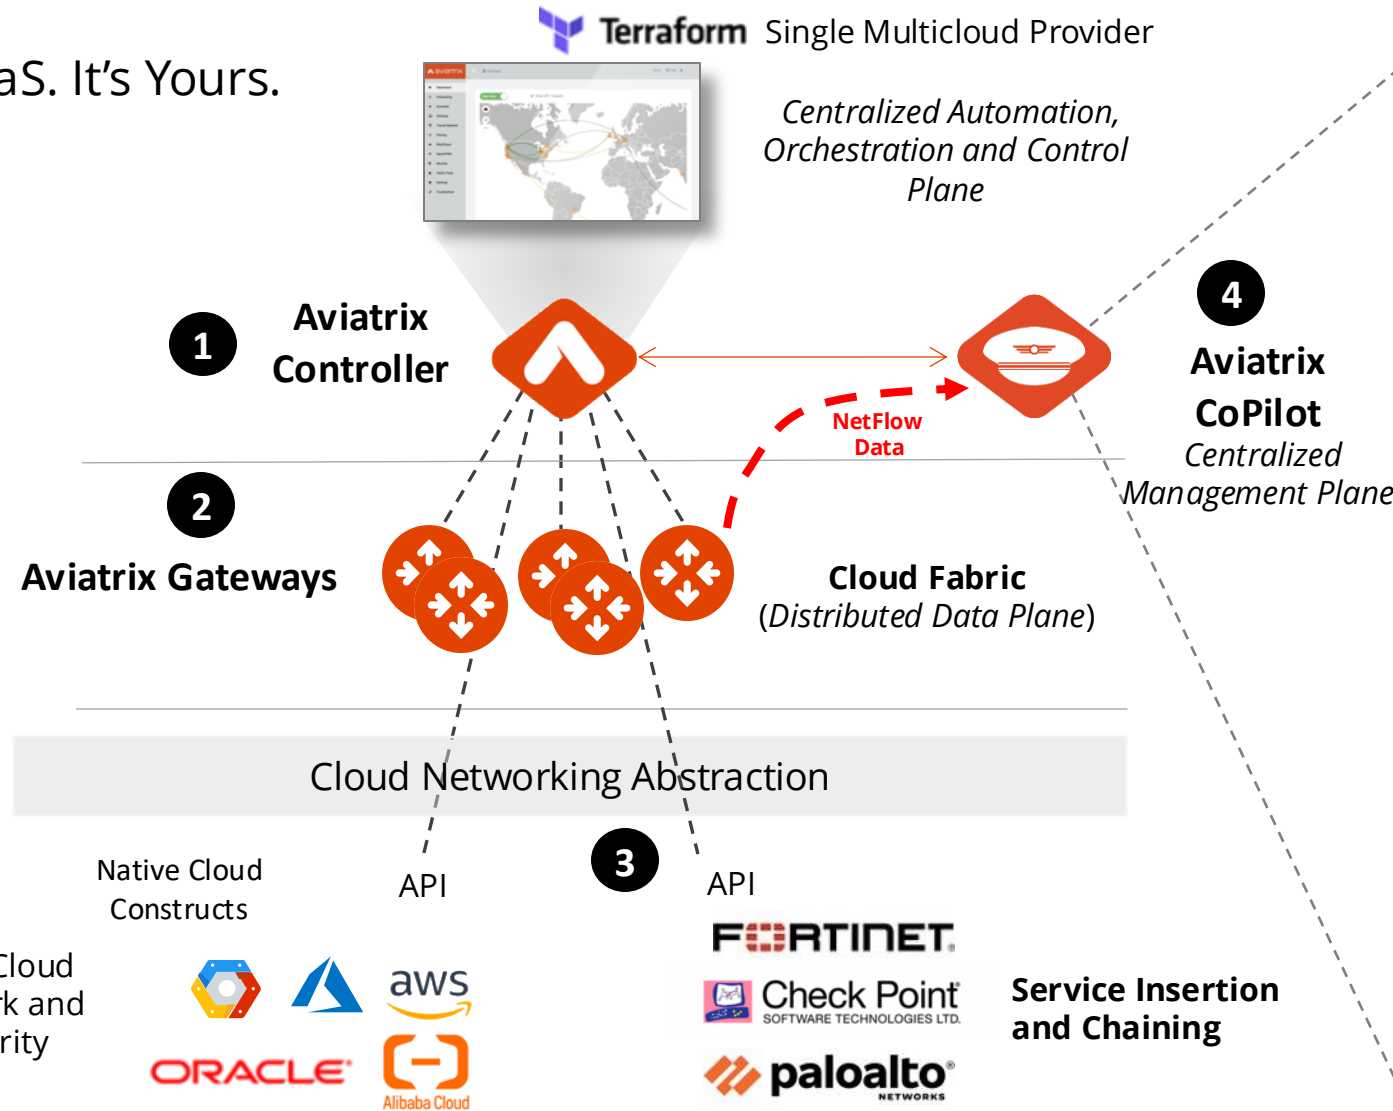 Terraform Single Multicloud Provider
aS. It's Yours.
aviatrix
Centralized Automation,
Orchestration and Control
Plane
1
Aviatrix
Controller
4
Aviatrix
CoPilot
Centralized
Management Plane
NetFlow
Data
2
Aviatrix Gateways
Cloud Fabric
(Distributed Data Plane)
Cloud Networking Abstraction
3
Native Cloud
Constructs
API
API
Cloud
rk and
rity
aws
ORACLE
Alibaba Cloud
FORTINET
Check Point
SOFTWARE TECHNOLOGIES LTD.
paloalto
NETWORKS
Service Insertion
and Chaining